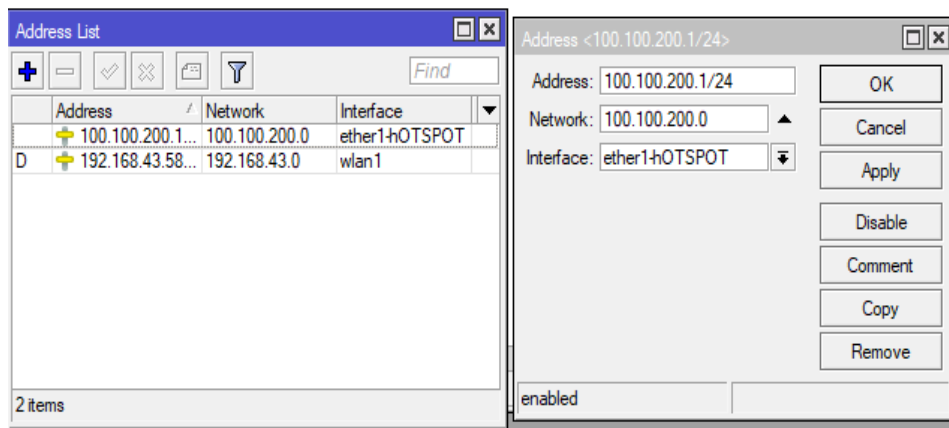 Address List
Find
Address Network Interface
100.100.200.1... 100.100.200.0 ether1-hOTSPOT
D 192.168.43.58... 192.168.43.0 wlan1
2 items
Address <100.100.200.1/24>
Address: 100.100.200.1/24
Network: 100.100.200.0
Interface: ether1-hOTSPOT
OK
Cancel
Apply
Disable
Comment
Copy
Remove
enabled